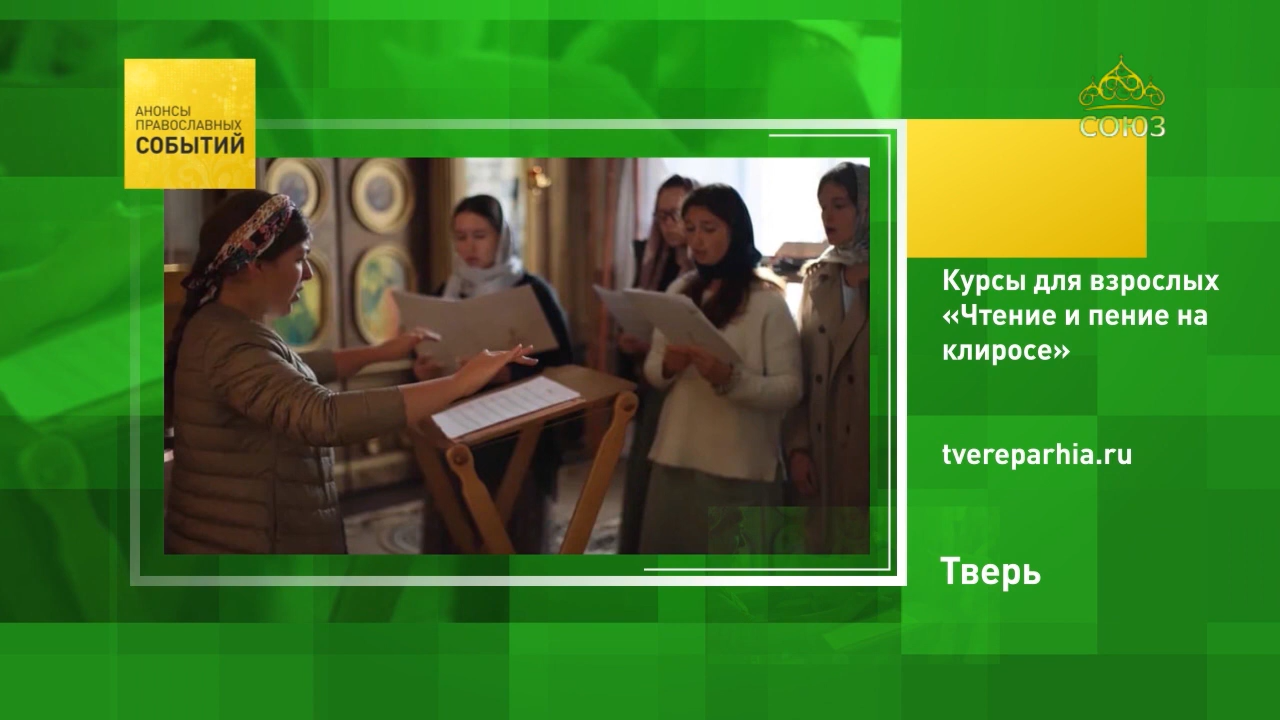 АНОНСЫ
ПРАВОСЛАВНЫХ
СОБЫТИЙ
СОЮЗ
Курсы для взрослых
«Чтение и пение на
клиросе»
tvereparhia.ru
Тверь